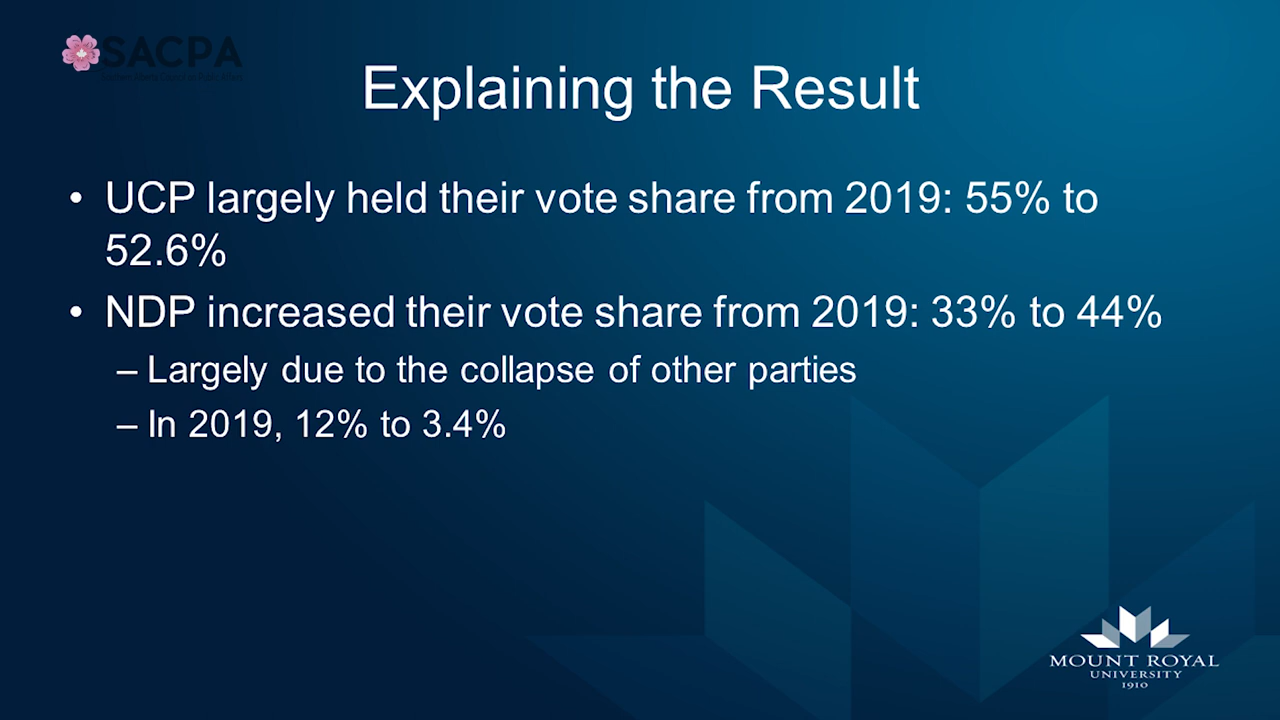 SACPA
Explaining the Result
• UCP largely held their vote share from 2019: 55% to
52.6%
• NDP increased their vote share from 2019: 33% to 44%
– Largely due to the collapse of other parties
– In 2019, 12% to 3.4%
MOUNT ROYAL
UNIVERSITY
1910